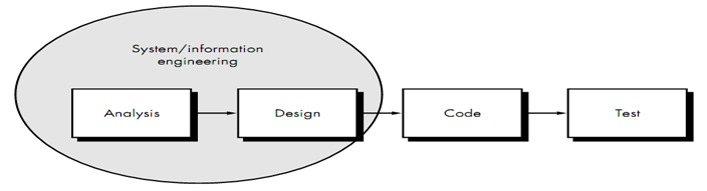 System/information
engineering
Analysis
Design
Code
Test